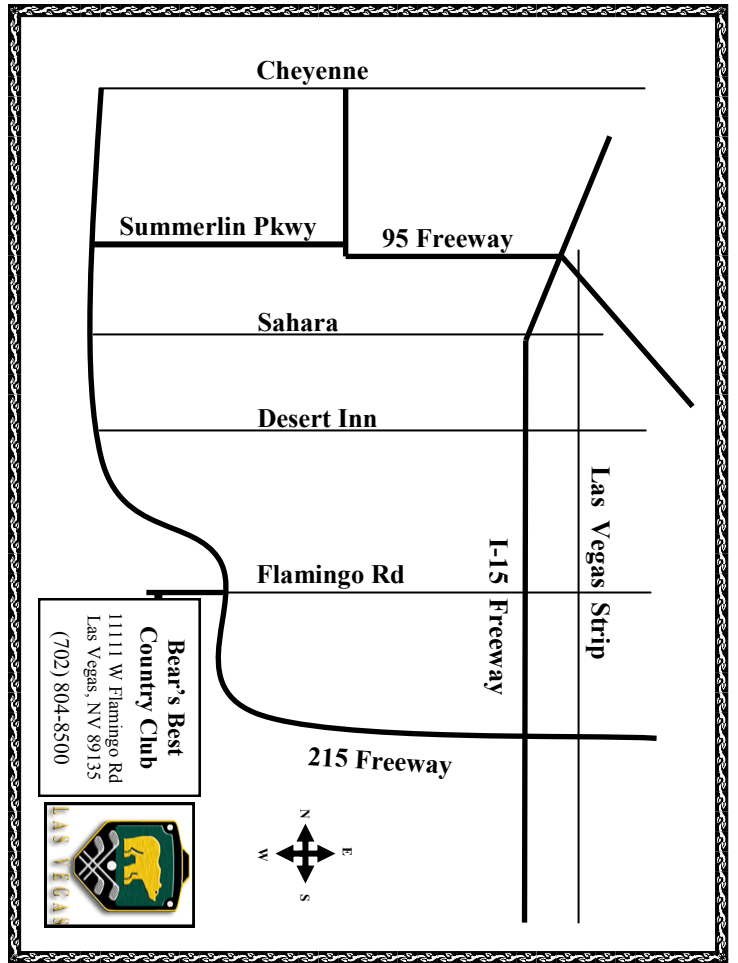 Cheyenne
Summerlin Pkwy
95 Freeway
Sahara
Desert Inn
Las Vegas Strip
I-15 Freeway
Flamingo Rd
Bear's Best
Country Club
11111 W Flamingo Rd
Las Vegas, NV 89135
(702) 804-8500
215 Freeway
N
E
W
S
LAS VEGAS